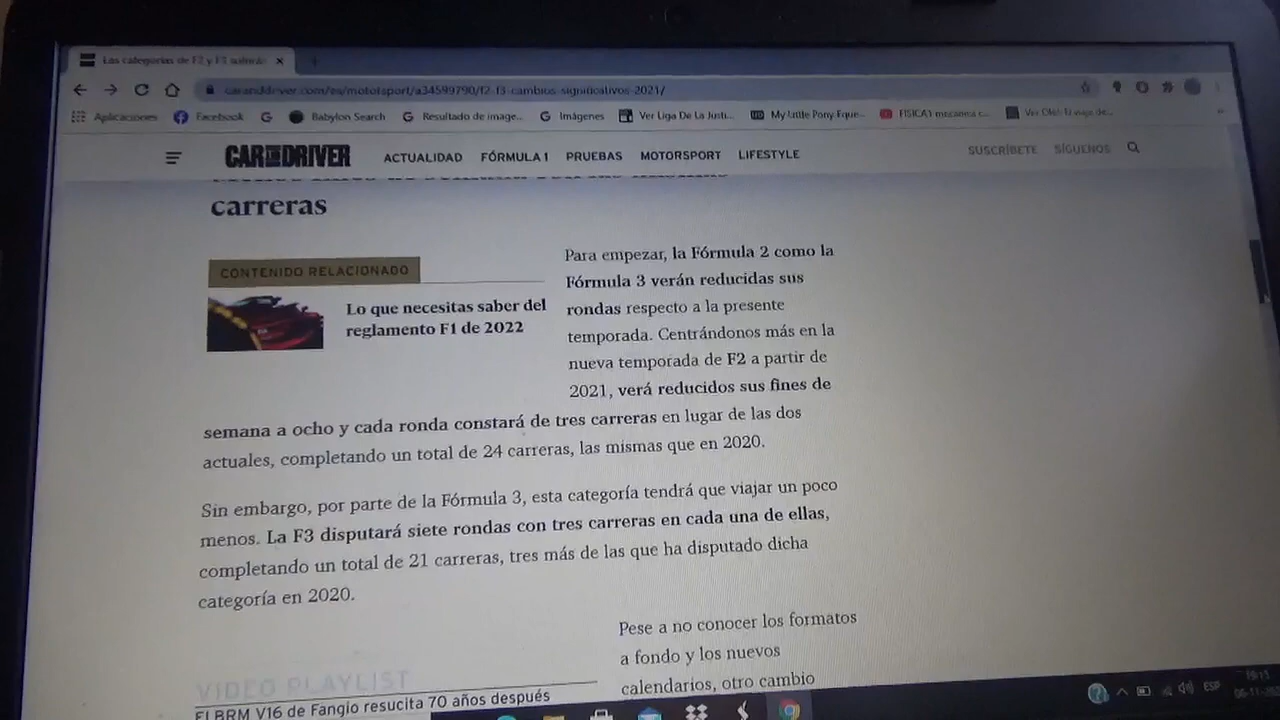 Las categorías de F2 y F3
caranddriver.com/es/motorsport/a34599790/f2-f3-cambios-significativos-2021/
Aplicaciones Facebook Babylon Search Resultado de image... Imágenes Ver Liga De La Justi... My Little Pony Eque... FISICA1 mecanica c...
CAR AND DRIVER ACTUALIDAD FÓRMULA 1 PRUEBAS MOTORSPORT LIFESTYLE SUSCRÍBETE SÍGUENOS
carreras
CONTENIDO RELACIONADO
Lo que necesitas saber del
reglamento F1 de 2022
Para empezar, la Fórmula 2 como la
Fórmula 3 verán reducidas sus
rondas respecto a la presente
temporada. Centrándonos más en la
nueva temporada de F2 a partir de
2021, verá reducidos sus fines de
semana a ocho y cada ronda constará de tres carreras en lugar de las dos
actuales, completando un total de 24 carreras, las mismas que en 2020.
Sin embargo, por parte de la Fórmula 3, esta categoría tendrá que viajar un poco
menos. La F3 disputará siete rondas con tres carreras en cada una de ellas,
completando un total de 21 carreras, tres más de las que ha disputado dicha
categoría en 2020.
Pese a no conocer los formatos
a fondo y los nuevos
calendarios, otro cambio
VIDEO PLAYLIST
El BRM V16 de Fangio resucita 70 años después
ESP